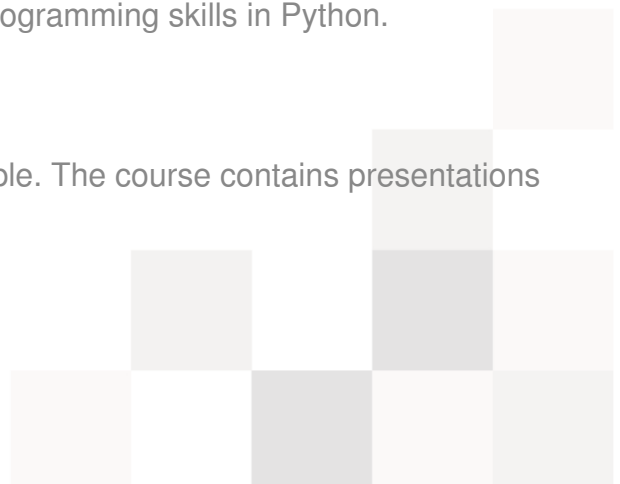 ogramming skills in Python.
ble. The course contains presentations